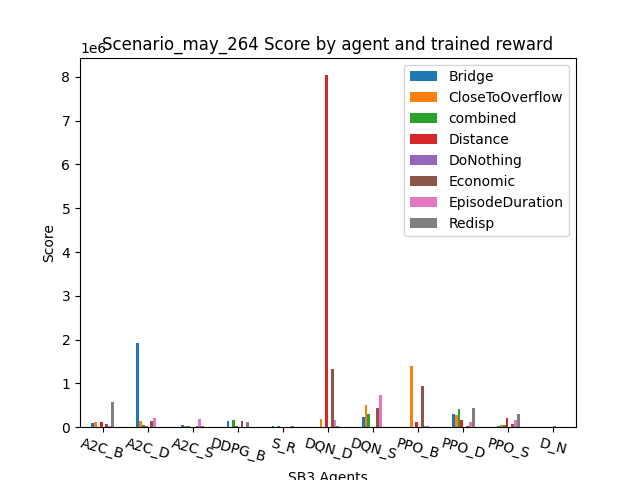 Scenario_may_264 Score by agent and trained reward
1e6
8
7
6
5
4
3
2
1
0
Score
Bridge
CloseToOverflow
combined
Distance
DoNothing
Economic
EpisodeDuration
Redisp
A2C_B
A2C_D
A2C_S
DDPG_B
S_R
DQN_D
DQN_S
PPO_B
PPO_D
PPO_S
D_N
SB3 Agents